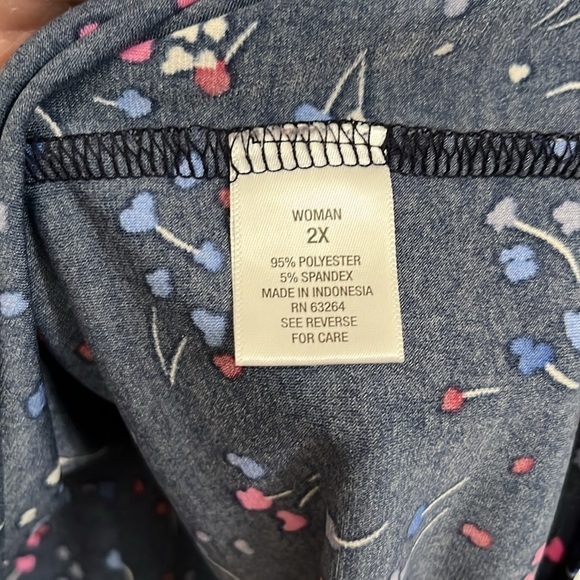 WOMAN
2X
95% POLYESTER
5% SPANDEX
MADE IN INDONESIA
RN 63264
SEE REVERSE
FOR CARE